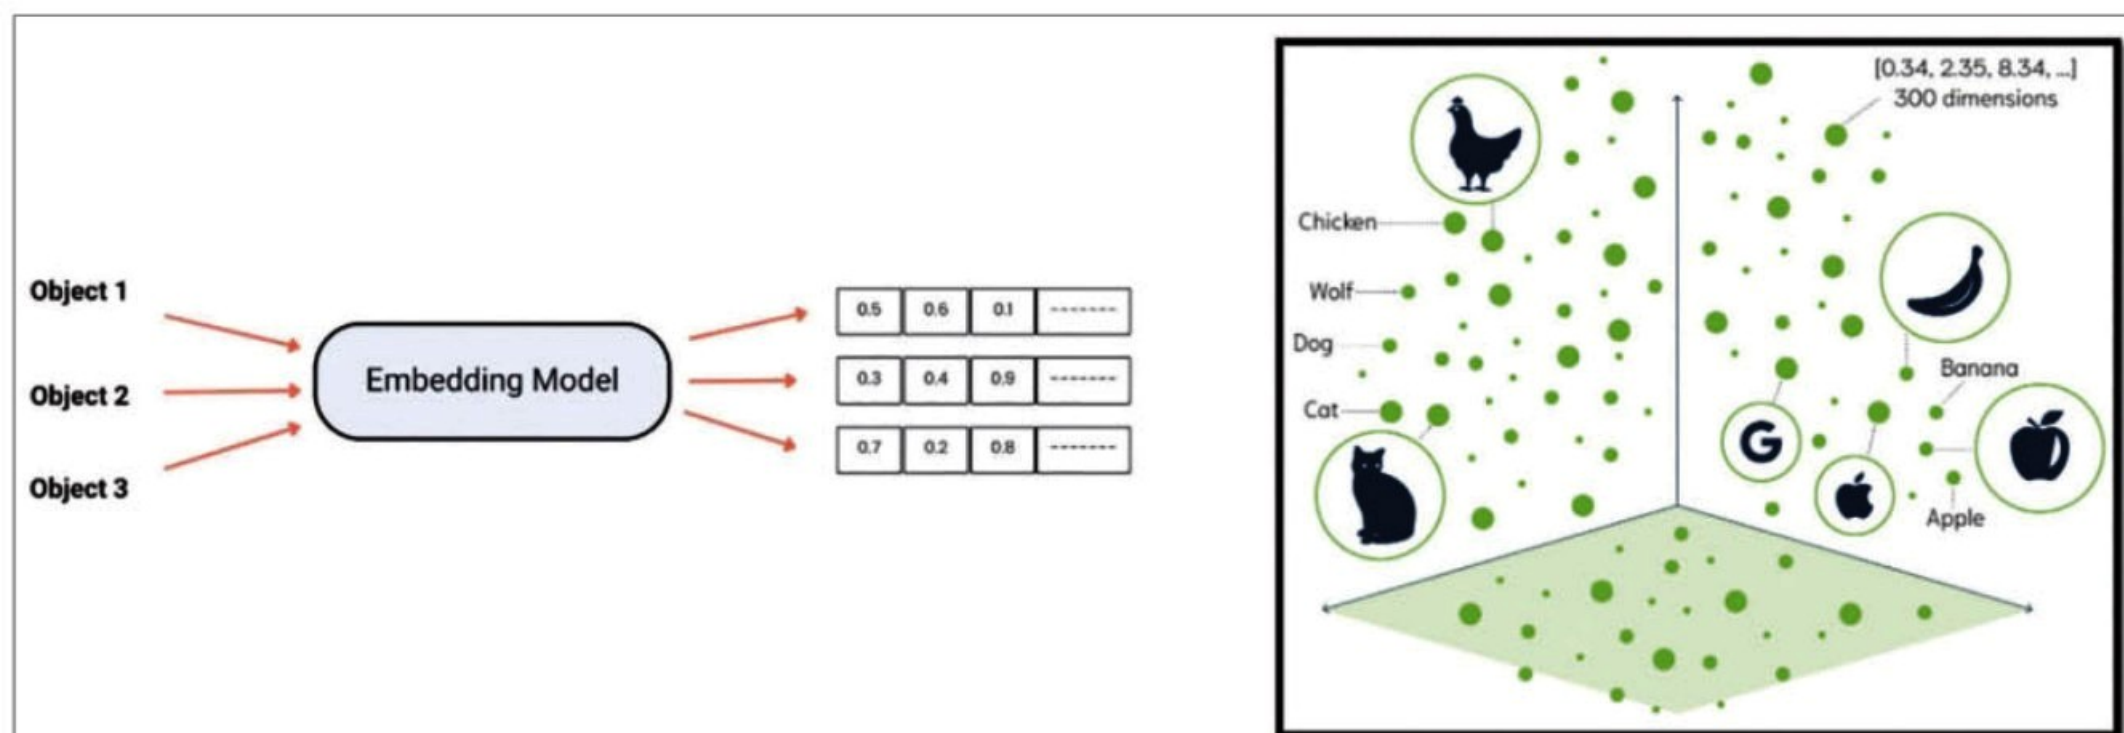 Object 1
Object 2
Object 3
Embedding Model
0.5 0.6 0.1 -------
0.3 0.4 0.9 -------
0.7 0.2 0.8 -------
[0.34, 2.35, 8.34, ...]
300 dimensions
Chicken
Wolf
Dog
Cat
Banana
G
Apple